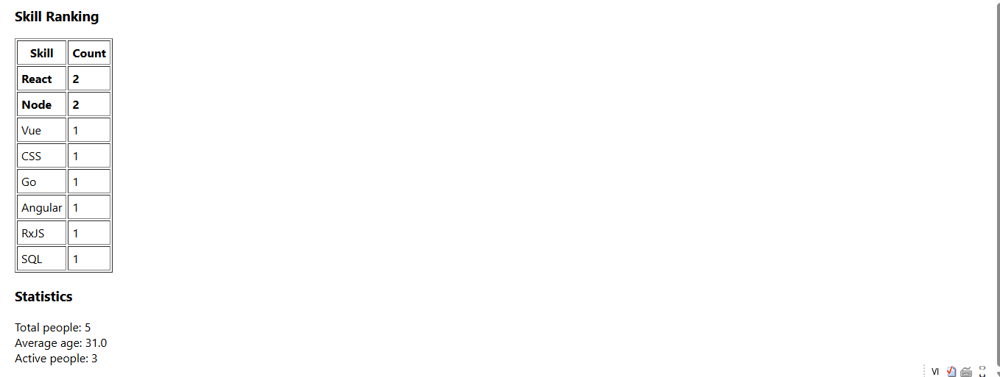 Skill Ranking
Skill Count
React 2
Node 2
Vue 1
CSS 1
Go 1
Angular 1
RxJS 1
SQL 1
Statistics
Total people: 5
Average age: 31.0
Active people: 3
VI